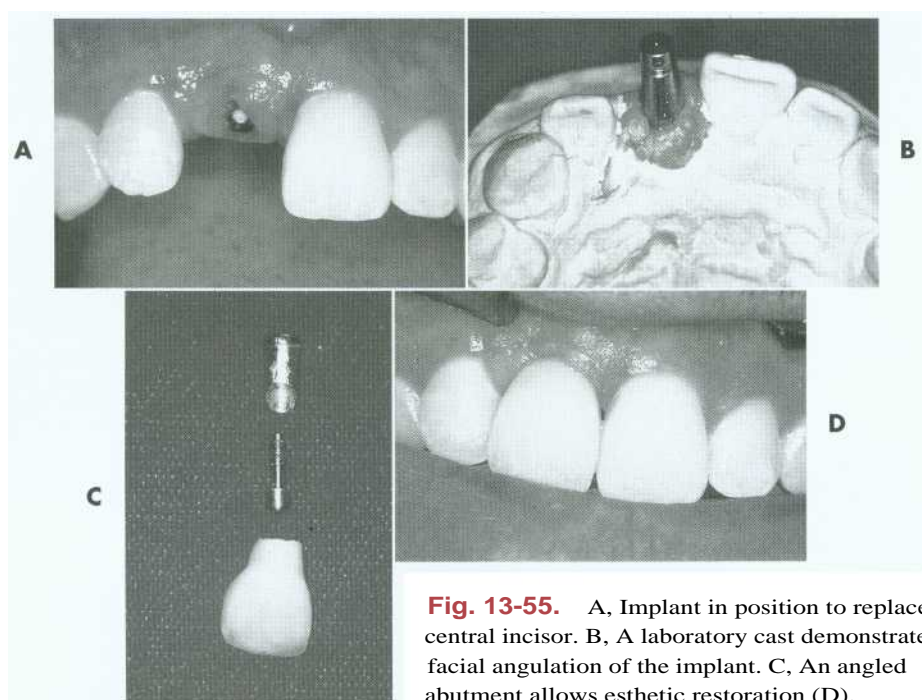 A
B
C
D
Fig. 13-55. A, Implant in position to replace
central incisor. B, A laboratory cast demonstrate
facial angulation of the implant. C, An angled
abutment allows esthetic restoration (D)